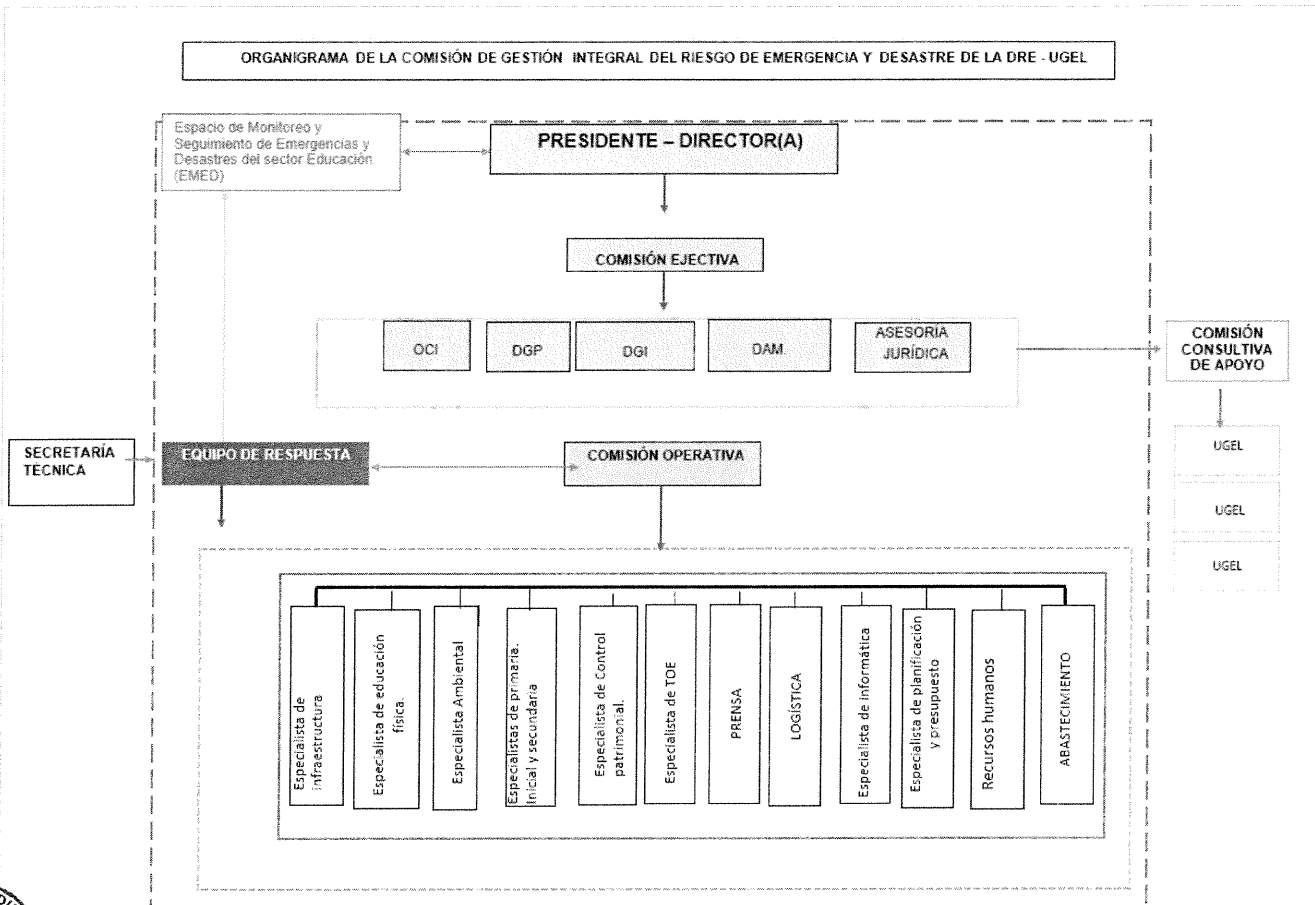 ORGANIGRAMA DE LA COMISIÓN DE GESTIÓN INTEGRAL DEL RIESGO DE EMERGENCIA Y DESASTRE DE LA DRE - UGEL
Espacio de Monitoreo y
Seguimiento de Emergencias y
Desastres del sector Educación
(EMED)
PRESIDENTE – DIRECTOR(A)
COMISIÓN EJECTIVA
OCI
DGP
DGI
DAM
ASESORÍA
JURÍDICA
COMISIÓN
CONSULTIVA
DE APOYO
SECRETARÍA
TÉCNICA
EQUIPO DE RESPUESTA
COMISIÓN OPERATIVA
UGEL
UGEL
UGEL
Especialista de
infraestructura
Especialista de educación
física.
Especialista Ambiental
Especialistas de primaria.
Inicial y secundaria
Especialista de Control
patrimonial.
Especialista de TOE
PRENSA
LOGÍSTICA
Especialista de informática
Especialista de planificación
y presupuesto
Recursos humanos
ABASTECIMIENTO